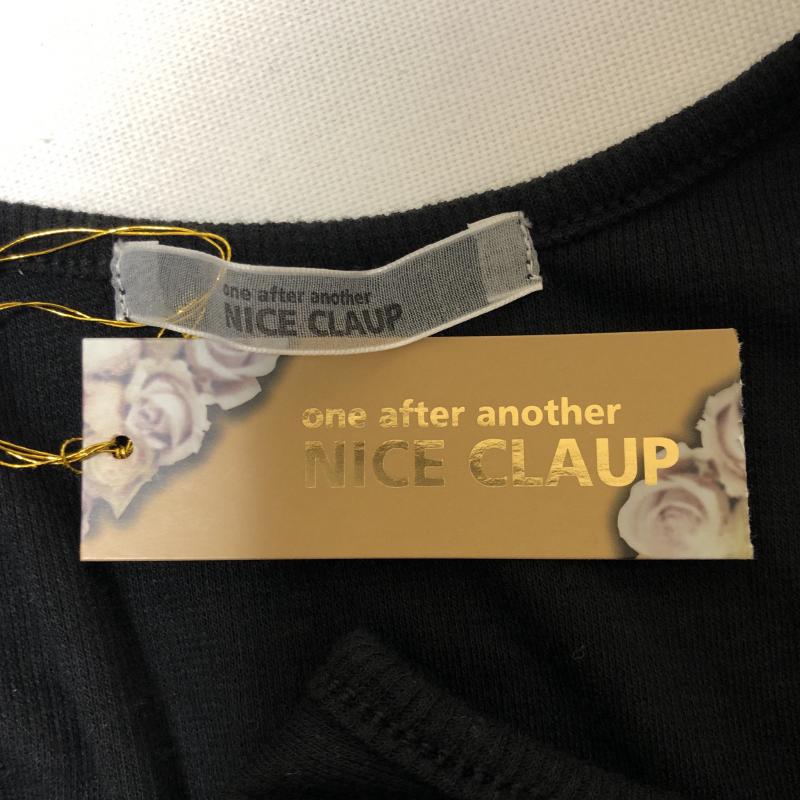 one after another
NICE CLAUP
one after another
NICE CLAUP